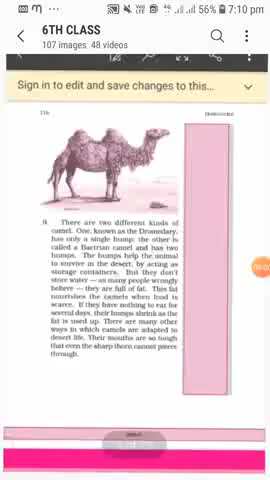 56% 7:10 pm
6TH CLASS
107 images 48 videos
Sign in to edit and save changes to this...
116
Honeysuckle
9. There are two different kinds of
camel. One, known as the Dromedary,
has only a single hump; the other is
called a Bactrian camel and has two
humps. The humps help the animal
to survive in the desert, by acting as
storage containers. But they don't
store water — as many people wrongly
believe — they are full of fat. This fat
nourishes the camels when food is
scarce. If they have nothing to eat for
several days, their humps shrink as the
fat is used up. There are many other
ways in which camels are adapted to
desert life. Their mouths are so tough
that even the sharp thorn cannot pierce
through.